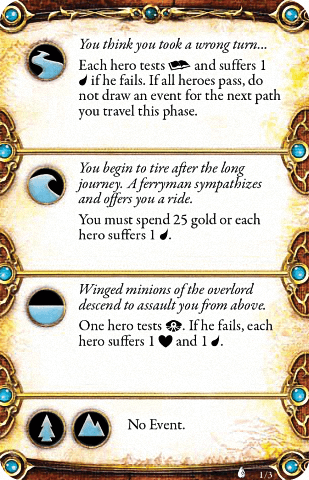 You think you took a wrong turn...
Each hero tests and suffers 1
if he fails. If all heroes pass, do
not draw an event for the next path
you travel this phase.
You begin to tire after the long
journey. A ferryman sympathizes
and offers you a ride.
You must spend 25 gold or each
hero suffers 1 .
Winged minions of the overlord
descend to assault you from above.
One hero tests . If he fails, each
hero suffers 1 and 1 .
No Event.
1/3